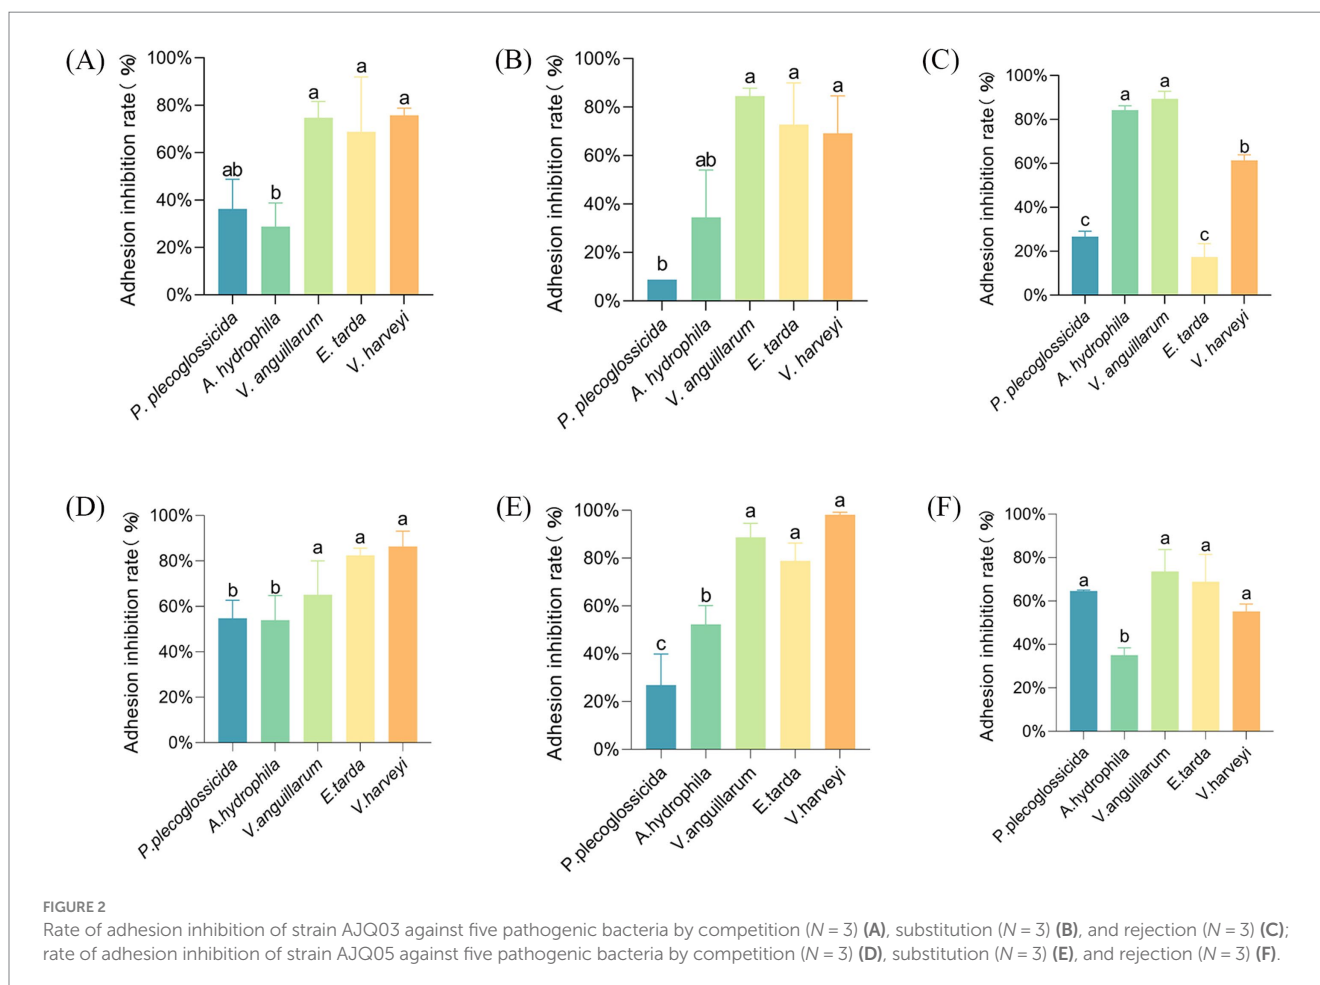 (A)
Adhesion inhibition rate( %)
100%
80%
60%
40%
20%
0%
ab
b
a
a
a
P. plecoglossicida
A. hydrophila
V. anguillarum
E. tarda
V. harveyi
(B)
Adhesion inhibition rate( %)
100%
80%
60%
40%
20%
0%
b
ab
a
a
a
P. plecoglossicida
A. hydrophila
V. anguillarum
E. tarda
V. harveyi
(C)
Adhesion inhibition rate( %)
100%
80%
60%
40%
20%
0%
c
a
a
c
b
P. plecoglossicida
A. hydrophila
V. anguillarum
E. tarda
V. harveyi
(D)
Adhesion inhibition rate( %)
100%
80%
60%
40%
20%
0%
b
b
a
a
a
P.plecoglossicida
A.hydrophila
V.anguillarum
E.tarda
V.harveyi
(E)
Adhesion inhibition rate( %)
100%
80%
60%
40%
20%
0%
c
b
a
a
a
P.plecoglossicida
A.hydrophila
V.anguillarum
E.tarda
V.harveyi
(F)
Adhesion inhibition rate( %)
100%
80%
60%
40%
20%
0%
a
b
a
a
a
P.plecoglossicida
A.hydrophila
V.anguillarum
E.tarda
V.harveyi
FIGURE 2
Rate of adhesion inhibition of strain AJQ03 against five pathogenic bacteria by competition (N = 3) (A), substitution (N = 3) (B), and rejection (N = 3) (C);
rate of adhesion inhibition of strain AJQ05 against five pathogenic bacteria by competition (N = 3) (D), substitution (N = 3) (E), and rejection (N = 3) (F).